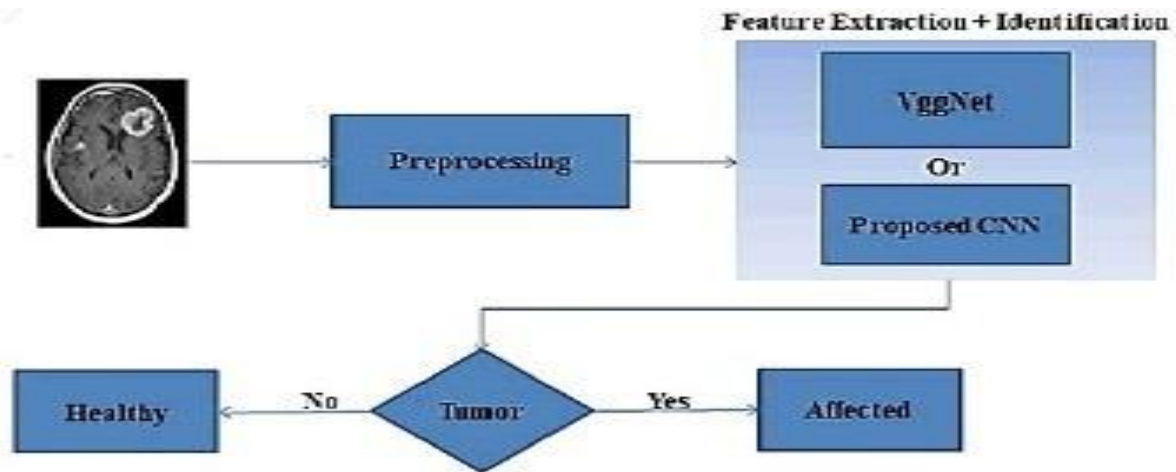 Feature Extraction + Identification
VggNet
Preprocessing
Or
Proposed CNN
No
Yes
Healthy
Tumor
Affected